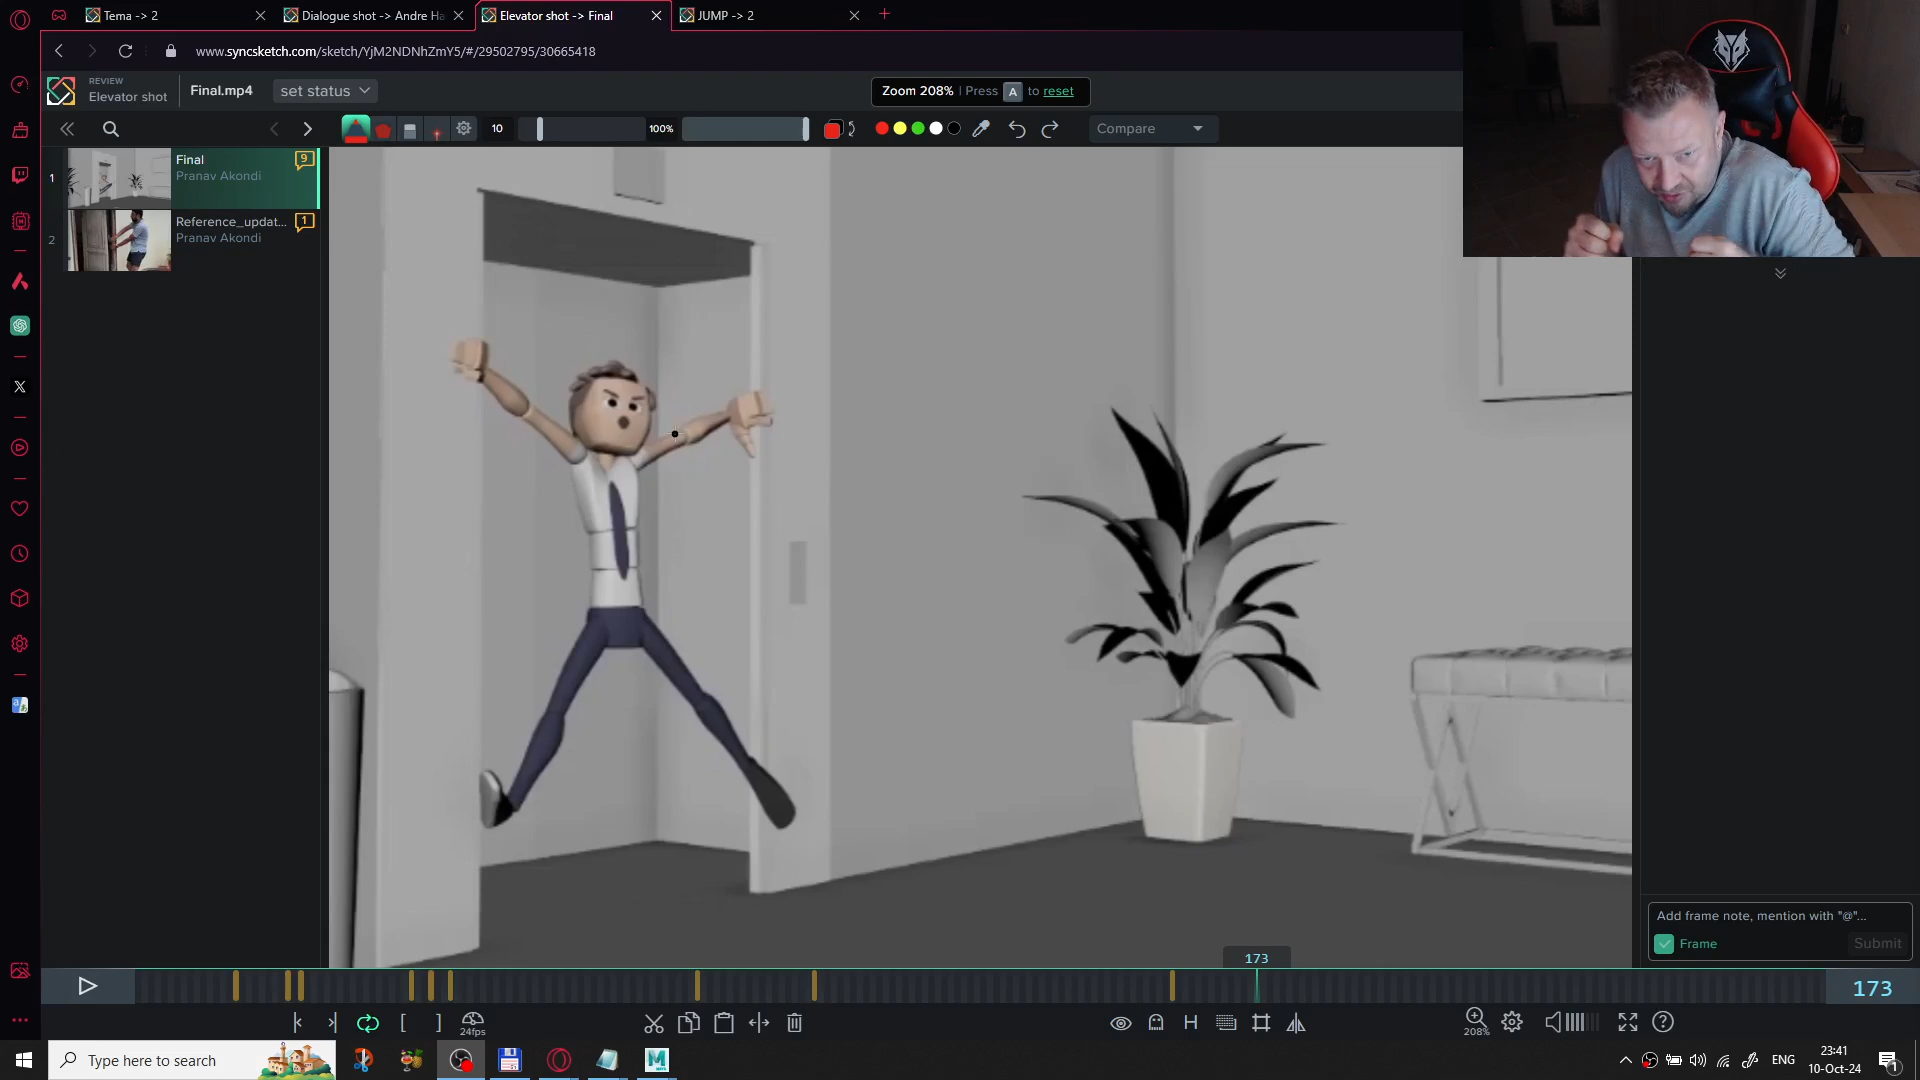 Tema -> 2
Dialogue shot -> Andre Ha
Elevator shot -> Final
JUMP -> 2
www.syncsketch.com/sketch/YjM2NDNhZmY5/#/29502795/30665418
REVIEW
Elevator shot
Final.mp4
set status
Zoom 208% | Press A to reset
10
100%
Compare
1
Final
Pranav Akondi
9
2
Reference_updat...
Pranav Akondi
1
Add frame note, mention with "@"...
Frame
Submit
173
173
24fps
H
208%
Type here to search
ENG
23:41
10-Oct-24
1